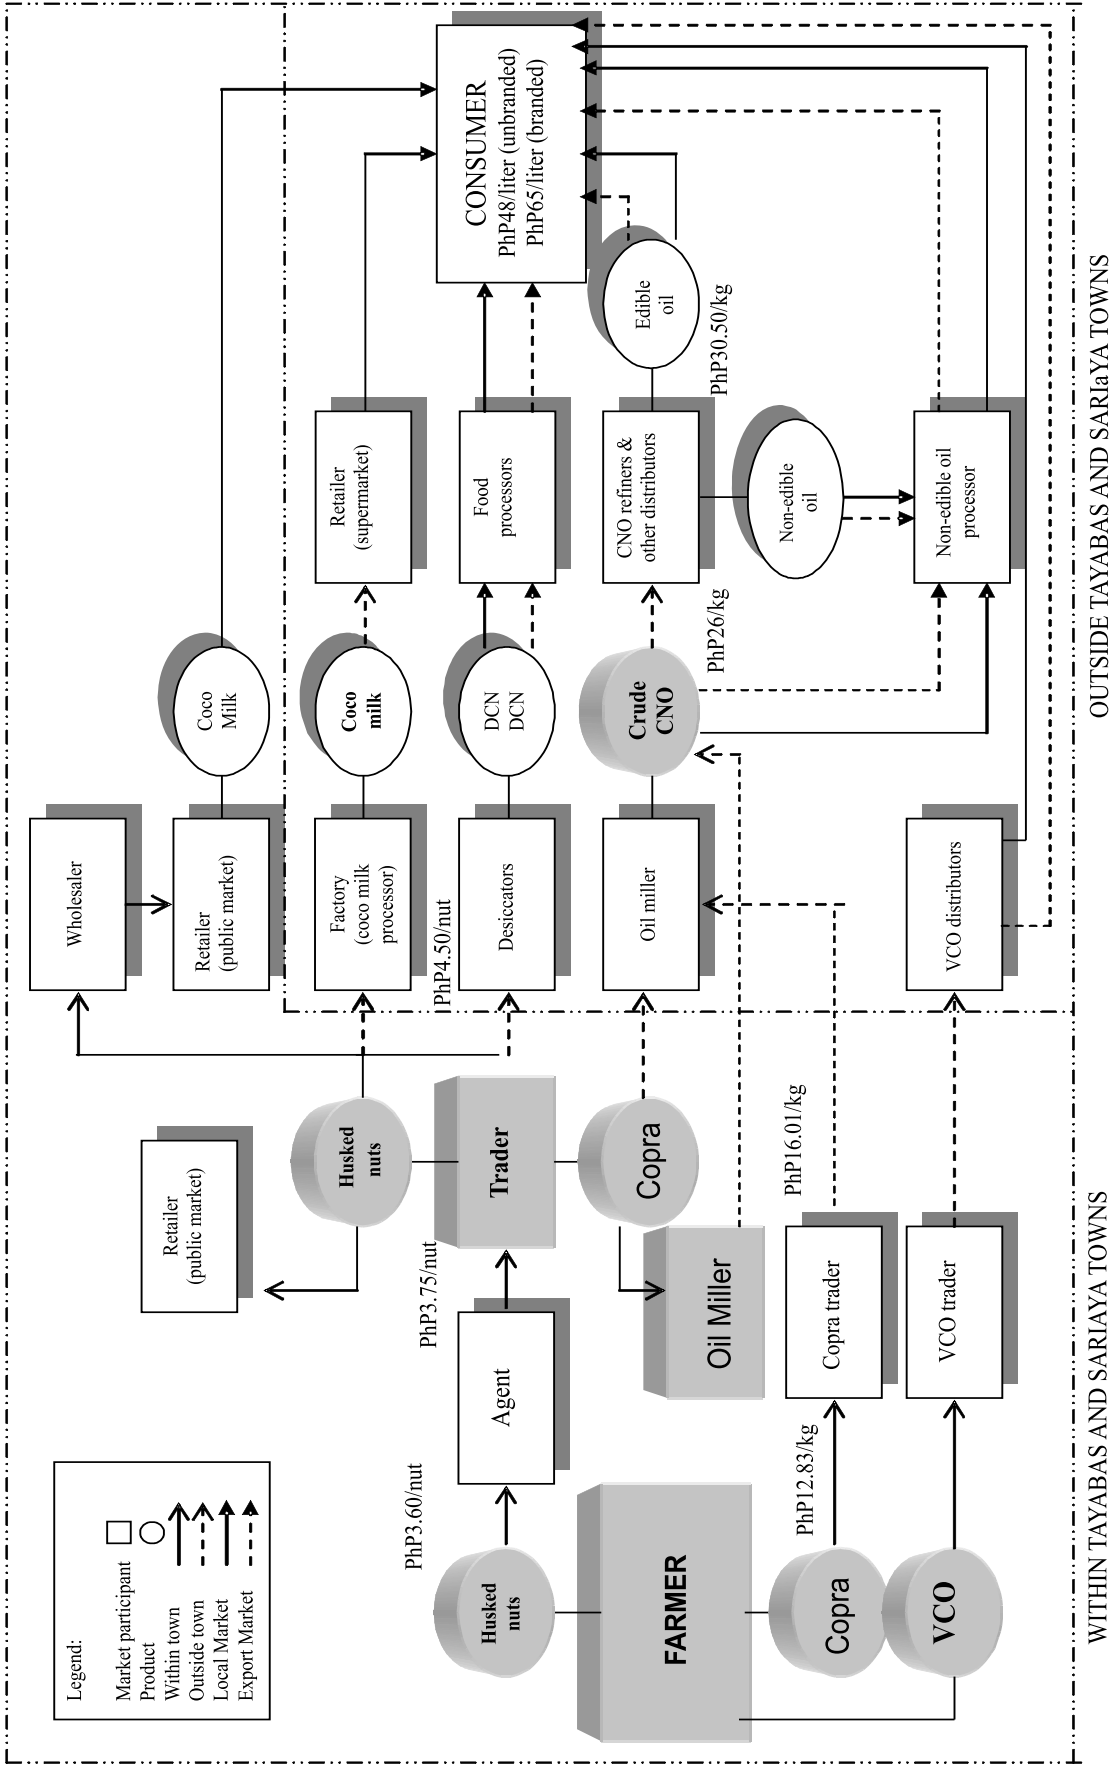 Legend:
Market participant
Product
Within town
Outside town
Local Market
Export Market
Retailer
(public market)
Wholesaler
Retailer
(public market)
Coco
Milk
Husked
nuts
Factory
(coco milk
processor)
Coco
milk
Retailer
(supermarket)
PhP3.60/nut
PhP3.75/nut
PhP4.50/nut
Husked
nuts
Agent
Trader
Desiccators
DCN
DCN
Food
processors
CONSUMER
PhP48/liter (unbranded)
PhP65/liter (branded)
FARMER
Copra
Oil miller
Crude
CNO
CNO refiners &
other distributors
Edible
oil
Oil Miller
PhP26/kg
PhP30.50/kg
PhP12.83/kg
PhP16.01/kg
Non-edible
oil
Copra
Copra trader
VCO
VCO trader
VCO distributors
Non-edible oil
processor
WITHIN TAYABAS AND SARIAYA TOWNS
OUTSIDE TAYABAS AND SARIaYA TOWNS